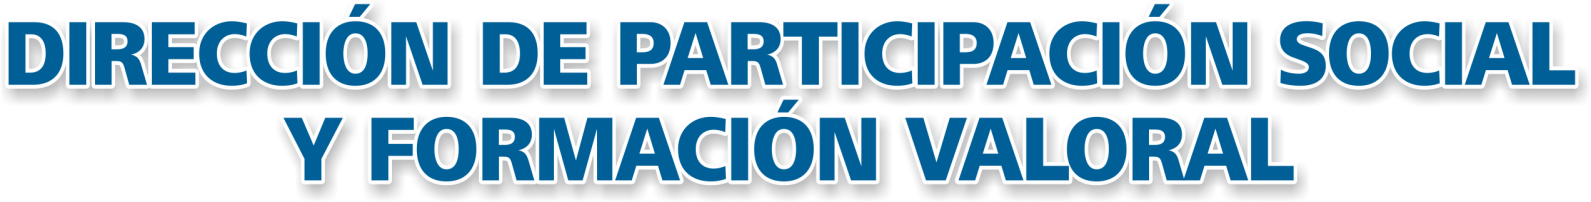 DIRECCIÓN DE PARTICIPACIÓN SOCIAL
Y FORMACIÓN VALORAL